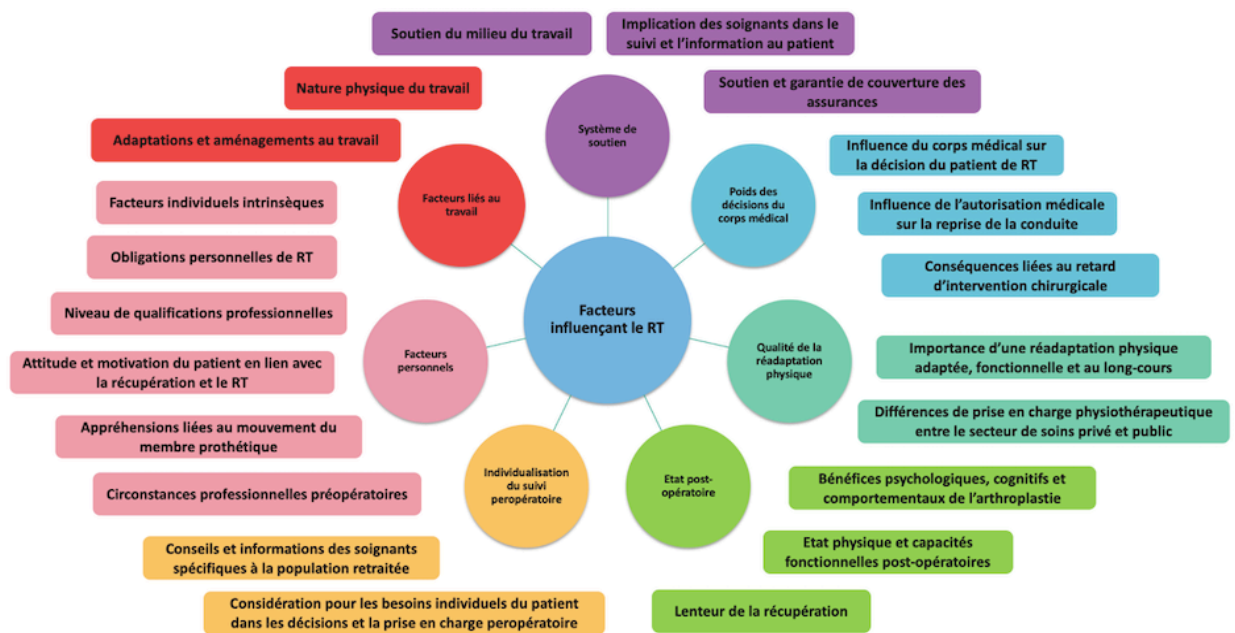 Soutien du milieu du travail
Implication des soignants dans le
suivi et l'information au patient
Nature physique du travail
Soutien et garantie de couverture des
assurances
Adaptations et aménagements au travail
Système de
soutien
Influence du corps médical sur
la décision du patient de RT
Facteurs liés au
travail
Poids des
décisions du
corps médical
Facteurs individuels intrinsèques
Influence de l'autorisation médicale
sur la reprise de la conduite
Obligations personnelles de RT
Conséquences liées au retard
d'intervention chirurgicale
Niveau de qualifications professionnelles
Facteurs
influençant le RT
Attitude et motivation du patient en lien avec
la récupération et le RT
Facteurs
personnels
Qualité de la
réadaptation
physique
Importance d'une réadaptation physique
adaptée, fonctionnelle et au long-cours
Appréhensions liées au mouvement du
membre prothétique
Différences de prise en charge physiothérapeutique
entre le secteur de soins privé et public
Circonstances professionnelles préopératoires
Individualisation
du suivi
peropératoire
Etat post-
opératoire
Bénéfices psychologiques, cognitifs et
comportementaux de l'arthroplastie
Conseils et informations des soignants
spécifiques à la population retraitée
Etat physique et capacités
fonctionnelles post-opératoires
Considération pour les besoins individuels du patient
dans les décisions et la prise en charge peropératoire
Lenteur de la récupération